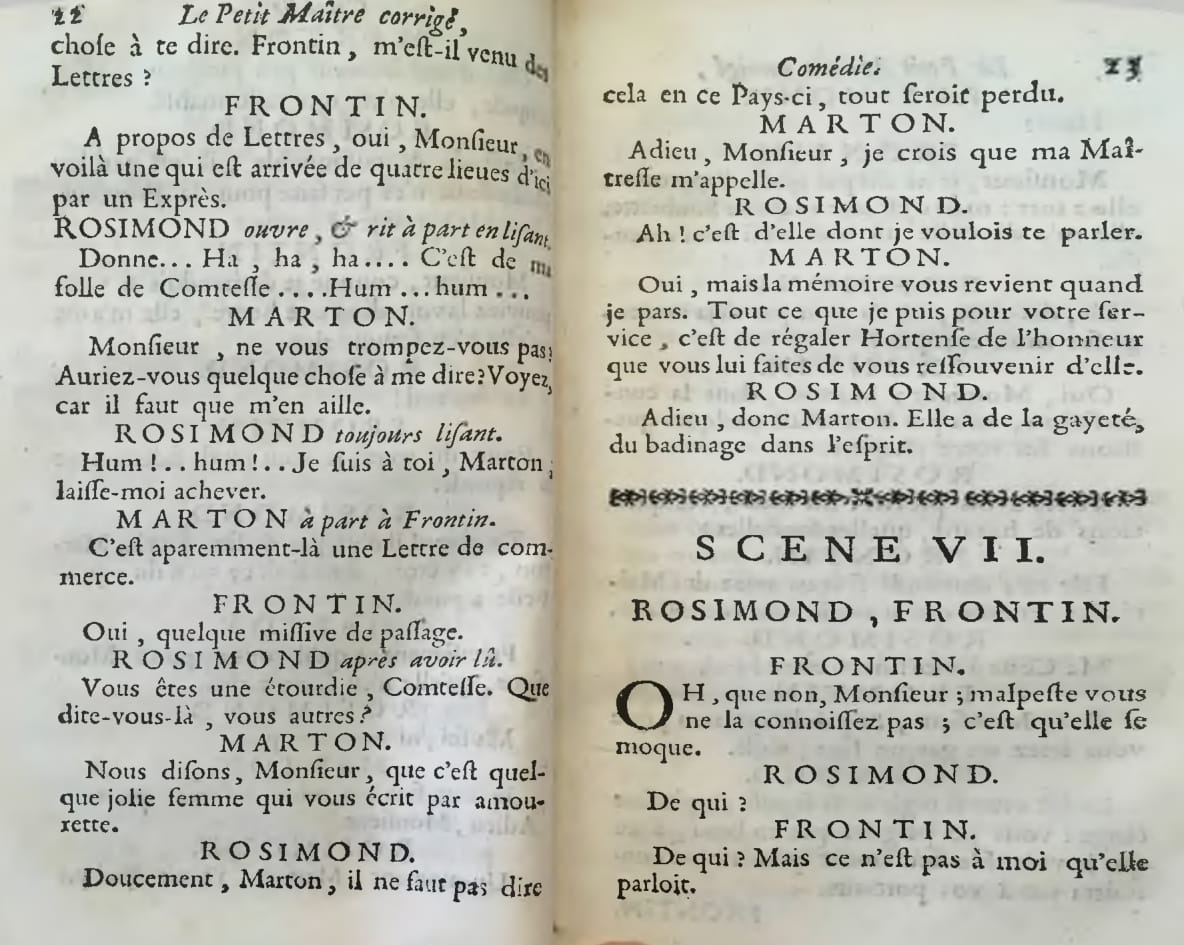 22 Le Petit Maître corrigé,
choſe à te dire. Frontin, m'eſt-il venu des
Lettres ?
FRONTIN.
A propos de Lettres, oui, Monſieur, en
voilà une qui eſt arrivée de quatre lieues d'ici
par un Exprès.
ROSIMOND ouvre, & rit à part en liſant.
Donne... Ha, ha, ha.... C'eſt de ma
folle de Comteſſe ....Hum...hum...
MARTON.
Monſieur, ne vous trompez-vous pas?
Auriez-vous quelque choſe à me dire? Voyez,
car il faut que m'en aille.
ROSIMOND toujours liſant.
Hum!..hum!..Je ſuis à toi, Marton,
laiſſe-moi achever.
MARTON à part à Frontin.
C'eſt aparemment-là une Lettre de com-
merce.
FRONTIN.
Oui, quelque miſſive de paſſage.
ROSIMOND après avoir lû.
Vous êtes une étourdie, Comteſſe. Que
dite-vous-là, vous autres?
MARTON.
Nous diſons, Monſieur, que c'eſt quel-
que jolie femme qui vous écrit par amou-
rette.
ROSIMOND.
Doucement, Marton, il ne faut pas dire
Comédie. 23
cela en ce Pays-ci, tout ſeroit perdu.
MARTON.
Adieu, Monſieur, je crois que ma Maî-
treſſe m'appelle.
ROSIMOND.
Ah ! c'eſt d'elle dont je voulois te parler.
MARTON.
Oui, mais la mémoire vous revient quand
je pars. Tout ce que je puis pour votre ſer-
vice, c'eſt de régaler Hortenſe de l'honneur
que vous lui faites de vous reſſouvenir d'elle.
ROSIMOND.
Adieu, donc Marton. Elle a de la gayeté,
du badinage dans l'eſprit.
SCENE VII.
ROSIMOND, FRONTIN.
FRONTIN.
OH, que non, Monſieur ; malpeſte vous
ne la connoiſſez pas ; c'eſt qu'elle ſe
moque.
ROSIMOND.
De qui ?
FRONTIN.
De qui ? Mais ce n'eſt pas à moi qu'elle
parloit.